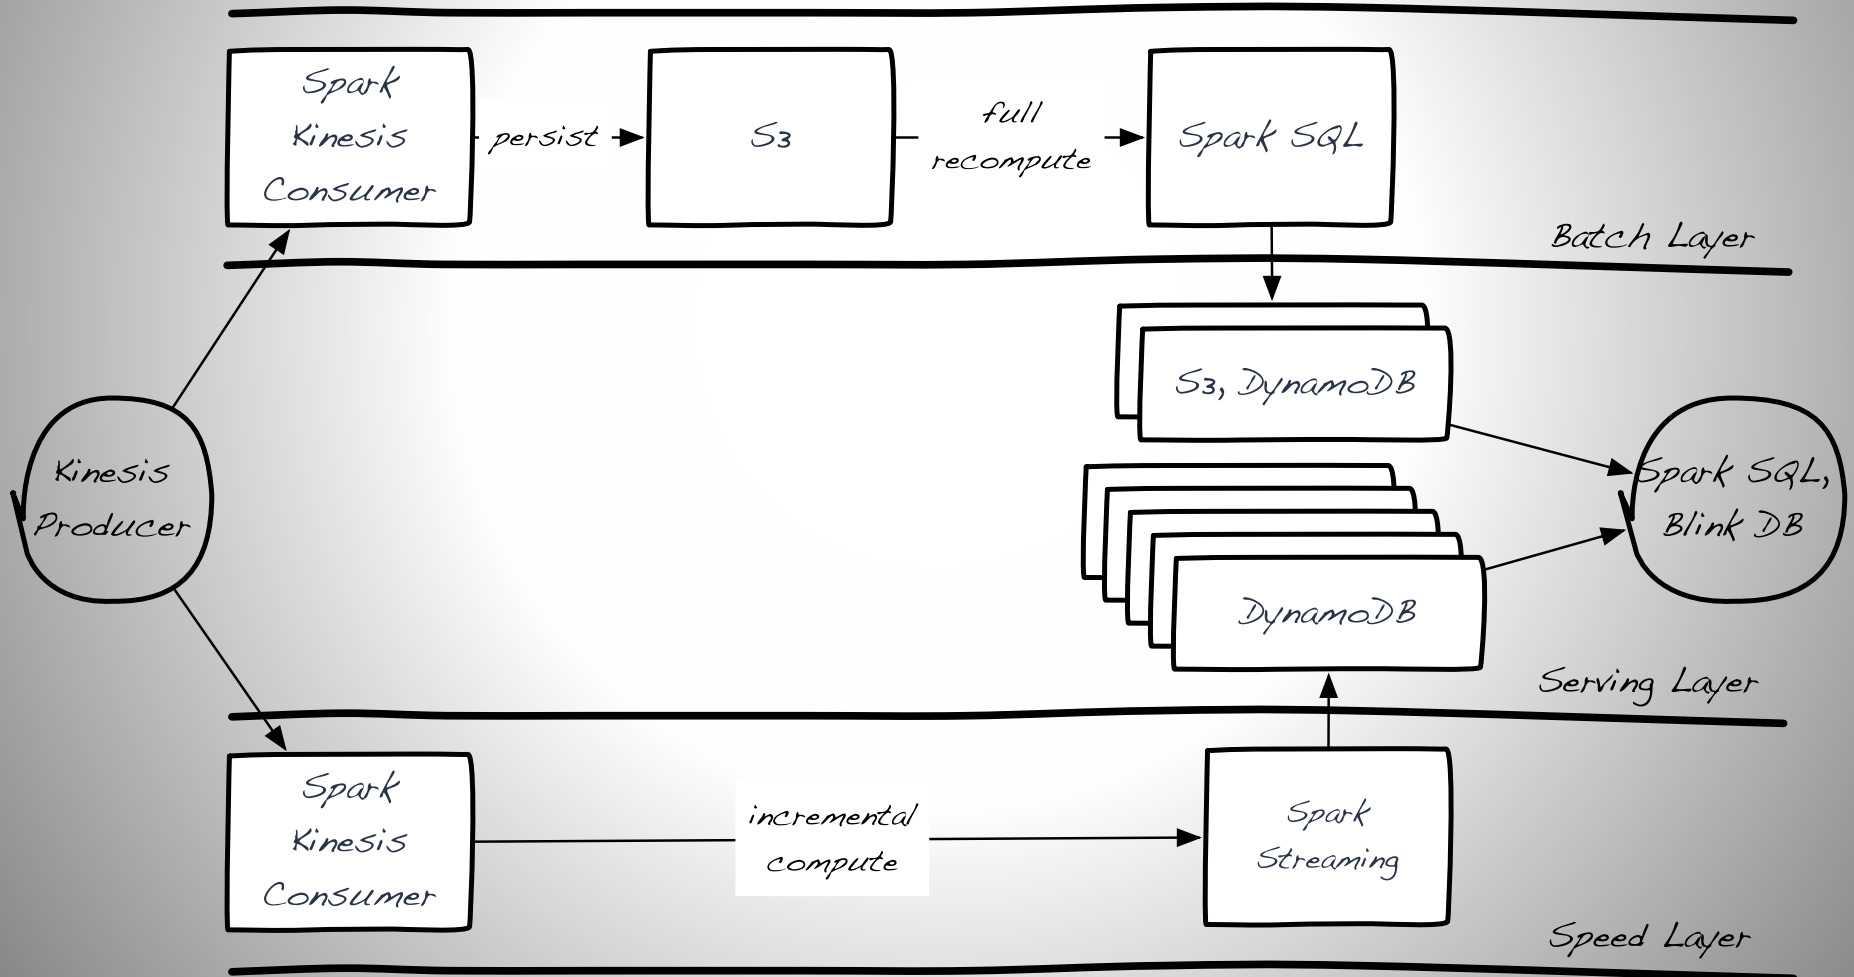 Spark
Kinesis
Consumer
persist
S3
full
recompute
Spark SQL
Batch Layer
S3, DynamoDB
Kinesis
Producer
Spark SQL,
Blink DB
DynamoDB
Serving Layer
Spark
Kinesis
Consumer
incremental
compute
Spark
Streaming
Speed Layer